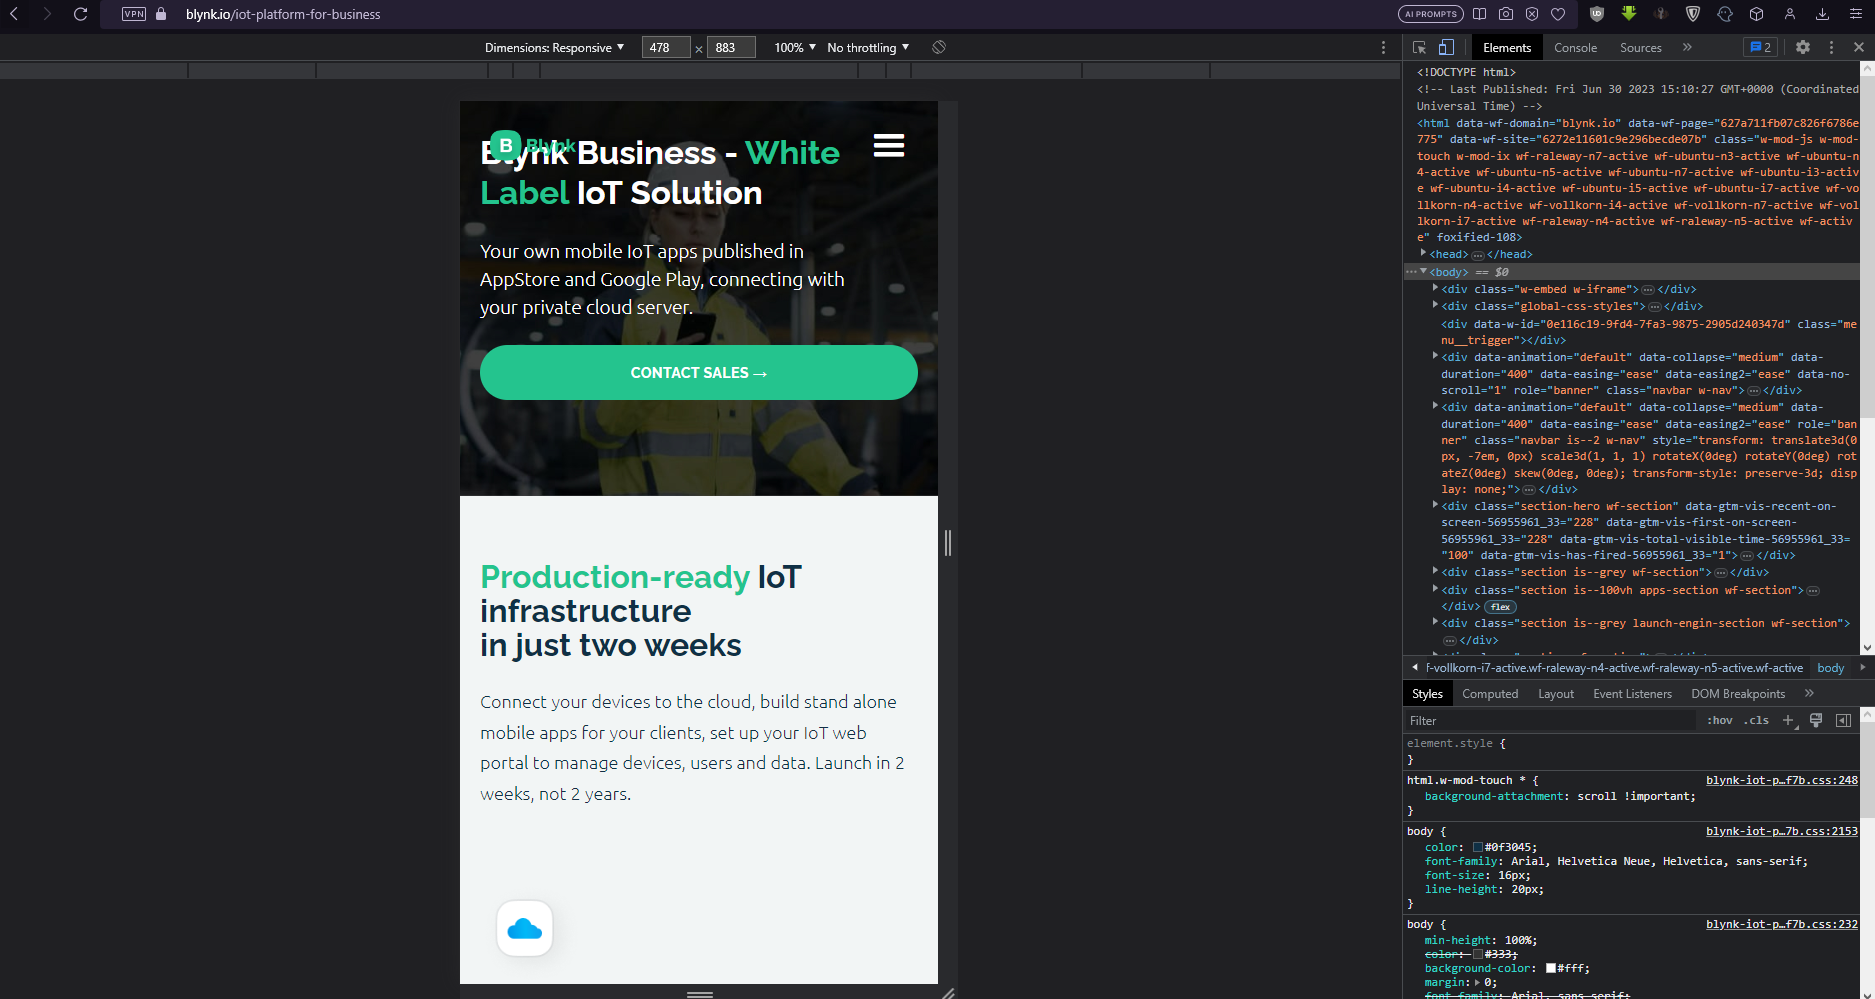 VPN blynk.io/iot-platform-for-business AI PROMPTS
Dimensions: Responsive 478 × 883 100% No throttling
Elements Console Sources » 2
Blynk
Blynk Business - White
Label IoT Solution
Your own mobile IoT apps published in
AppStore and Google Play, connecting with
your private cloud server.
CONTACT SALES →
Production-ready IoT
infrastructure
in just two weeks
Connect your devices to the cloud, build stand alone
mobile apps for your clients, set up your IoT web
portal to manage devices, users and data. Launch in 2
weeks, not 2 years.
<!DOCTYPE html>
<!-- Last Published: Fri Jun 30 2023 15:10:27 GMT+0000 (Coordinated
Universal Time) -->
<html data-wf-domain="blynk.io" data-wf-page="627a711fb07c826f6786e
775" data-wf-site="6272e11601c9e296becde07b" class="w-mod-js w-mod-
touch w-mod-ix wf-raleway-n7-active wf-ubuntu-n3-active wf-ubuntu-n
4-active wf-ubuntu-n5-active wf-ubuntu-n7-active wf-ubuntu-i3-activ
e wf-ubuntu-i4-active wf-ubuntu-i5-active wf-ubuntu-i7-active wf-vo
llkorn-n4-active wf-vollkorn-i4-active wf-vollkorn-n7-active wf-vol
lkorn-i7-active wf-raleway-n4-active wf-raleway-n5-active wf-activ
e" foxified-108>
<head> … </head>
<body> == $0
<div class="w-embed w-iframe"> … </div>
<div class="global-css-styles"> … </div>
<div data-w-id="0e116c19-9fd4-7fa3-9875-2905d240347d" class="me
nu__trigger"></div>
<div data-animation="default" data-collapse="medium" data-
duration="400" data-easing="ease" data-easing2="ease" data-no-
scroll="1" role="banner" class="navbar w-nav"> … </div>
<div data-animation="default" data-collapse="medium" data-
duration="400" data-easing="ease" data-easing2="ease" role="ban
ner" class="navbar is--2 w-nav" style="transform: translate3d(0
px, -7em, 0px) scale3d(1, 1, 1) rotateX(0deg) rotateY(0deg) rot
ateZ(0deg) skew(0deg, 0deg); transform-style: preserve-3d; disp
lay: none;"> … </div>
<div class="section-hero wf-section" data-gtm-vis-recent-on-
screen-56955961_33="228" data-gtm-vis-first-on-screen-
56955961_33="228" data-gtm-vis-total-visible-time-56955961_33=
"100" data-gtm-vis-has-fired-56955961_33="1"> … </div>
<div class="section is--grey wf-section"> … </div>
<div class="section is--100vh apps-section wf-section"> …
</div> flex
<div class="section is--grey launch-engin-section wf-section">
… </div>
f-vollkorn-i7-active.wf-raleway-n4-active.wf-raleway-n5-active.wf-active body
Styles Computed Layout Event Listeners DOM Breakpoints »
Filter :hov .cls +
element.style {
}
html.w-mod-touch * { blynk-iot-p…f7b.css:248
background-attachment: scroll !important;
}
body { blynk-iot-p…7b.css:2153
color: #0f3045;
font-family: Arial, Helvetica Neue, Helvetica, sans-serif;
font-size: 16px;
line-height: 20px;
}
body { blynk-iot-p…f7b.css:232
min-height: 100%;
color: #333;
background-color: #fff;
margin: 0;
font-family: Arial, sans-serif;